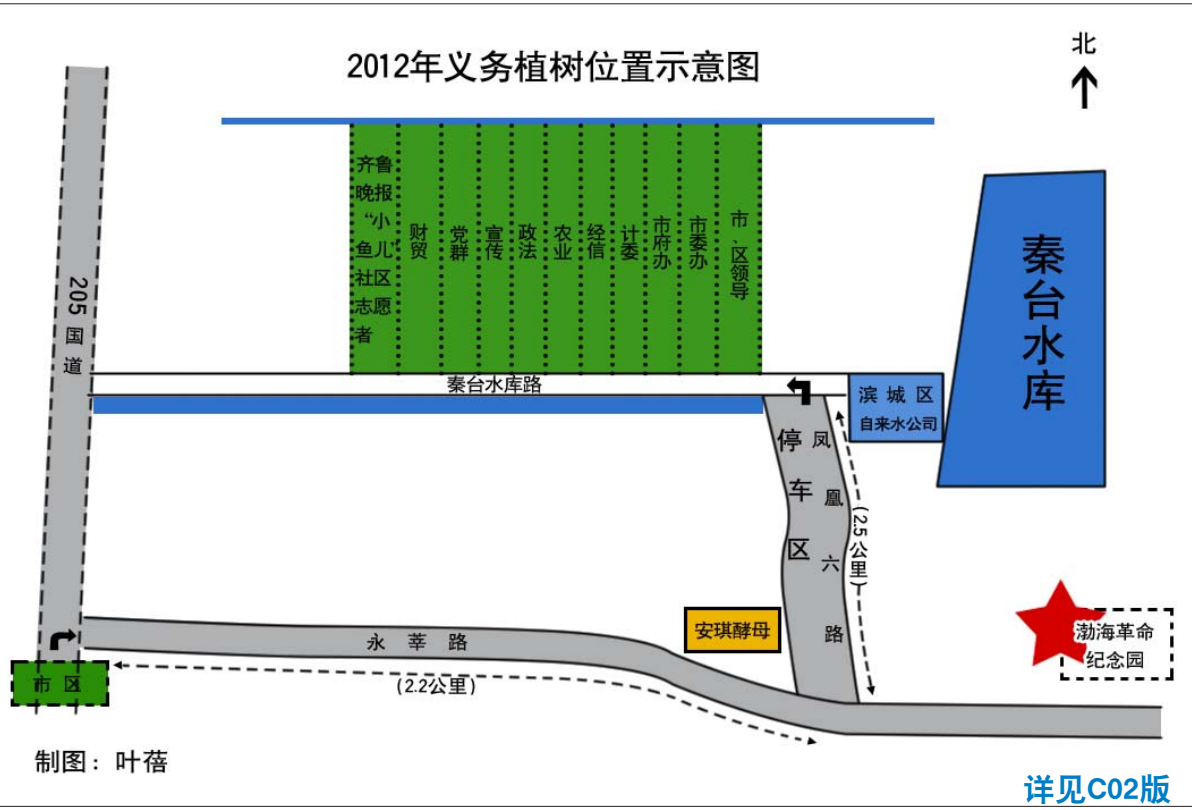 2012年义务植树位置示意图
北
齐鲁
晚报
“小
鱼儿”
社区
志愿
者
财贸
党群
宣传
政法
农业
经信
计委
市府办
市委办
市、区领导
秦台水库
205国道
秦台水库路
滨城区
自来水公司
停车区
凤凰六路
(2.5公里)
安琪酵母
渤海革命
纪念园
永莘路
(2.2公里)
市区
制图：叶蓓
详见C02版